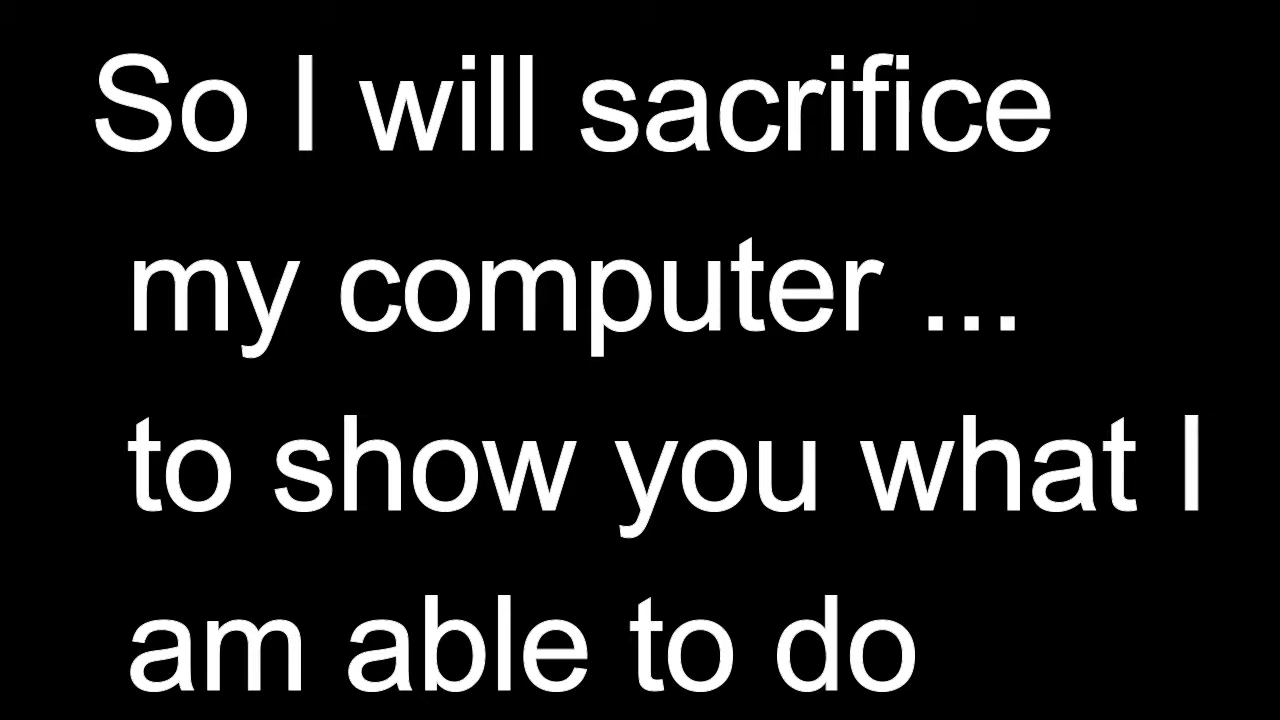 So I will sacrifice
my computer ...
to show you what I
am able to do